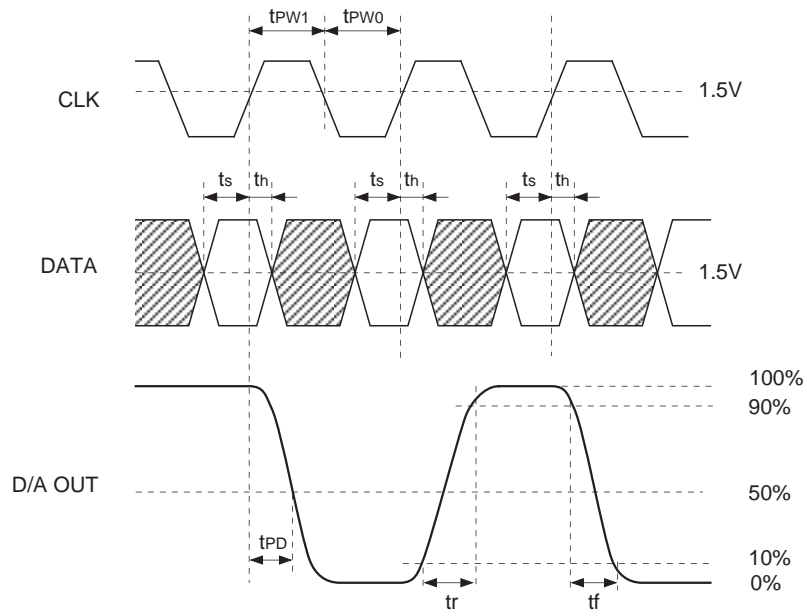 tPW1 tPW0
CLK
1.5V
ts th ts th ts th
DATA
1.5V
100%
90%
D/A OUT
50%
tPD
10%
0%
tr tf